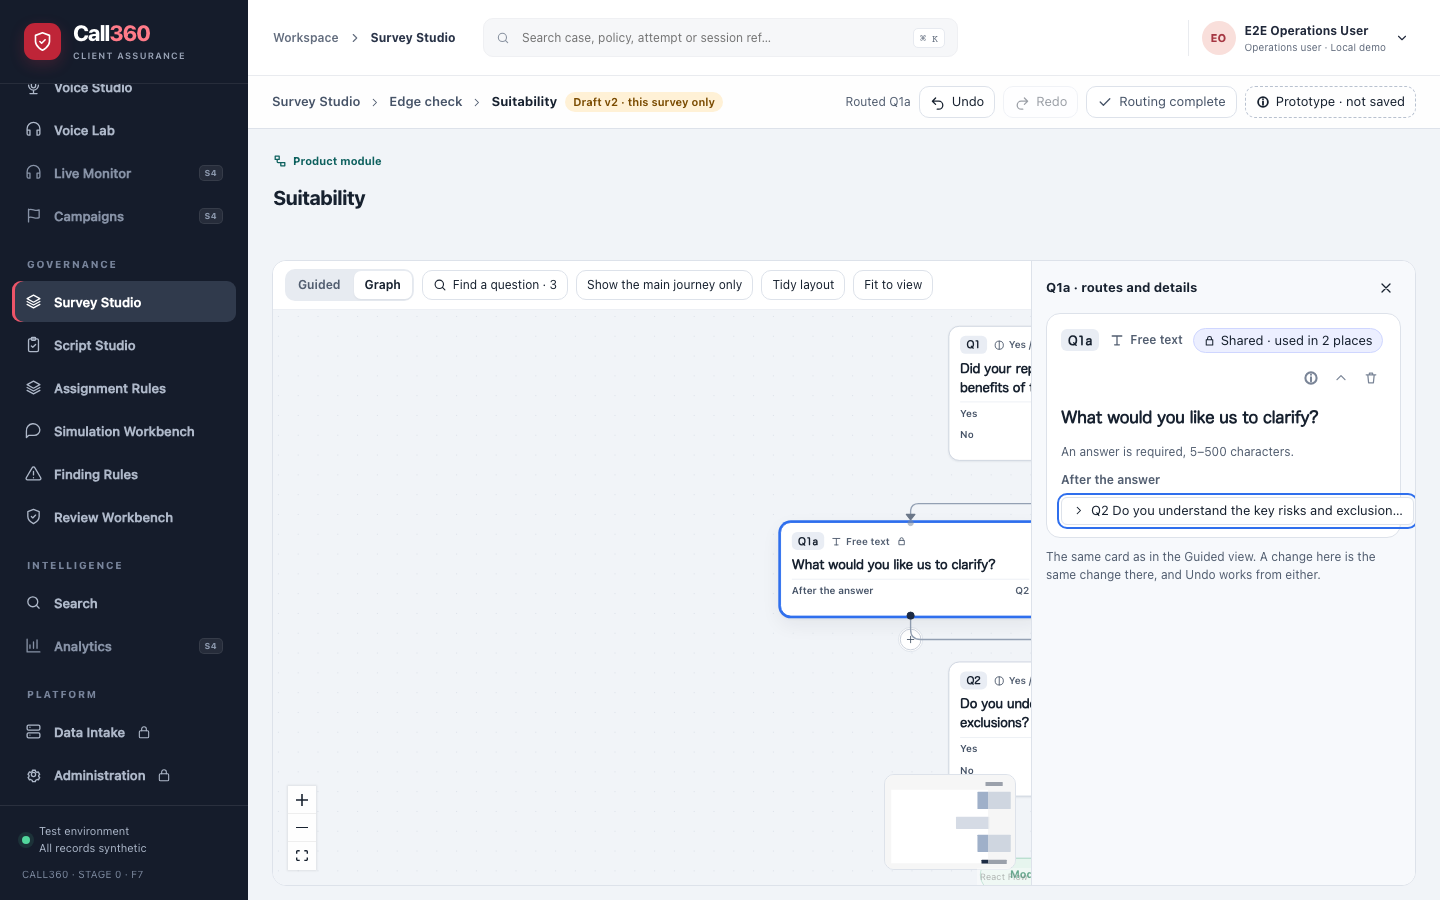 Call360
CLIENT ASSURANCE
Voice Studio
Voice Lab
Live Monitor S4
Campaigns S4
GOVERNANCE
Survey Studio
Script Studio
Assignment Rules
Simulation Workbench
Finding Rules
Review Workbench
INTELLIGENCE
Search
Analytics S4
PLATFORM
Data Intake
Administration
Test environment
All records synthetic
CALL360 · STAGE 0 · F7
Workspace > Survey Studio
Search case, policy, attempt or session ref...
⌘ K
EO
E2E Operations User
Operations user · Local demo
Survey Studio > Edge check > Suitability
Draft v2 · this survey only
Routed Q1a
Undo
Redo
Routing complete
Prototype · not saved
Product module
Suitability
Guided
Graph
Find a question · 3
Show the main journey only
Tidy layout
Fit to view
Q1 Yes /
Did your rep
benefits of
Yes
No
Q1a Free text
What would you like us to clarify?
After the answer Q2
Q2 Yes /
Do you und
exclusions?
Yes
No
React Flow
Mod
Q1a · routes and details
Q1a Free text
Shared · used in 2 places
What would you like us to clarify?
An answer is required, 5–500 characters.
After the answer
Q2 Do you understand the key risks and exclusion...
The same card as in the Guided view. A change here is the
same change there, and Undo works from either.